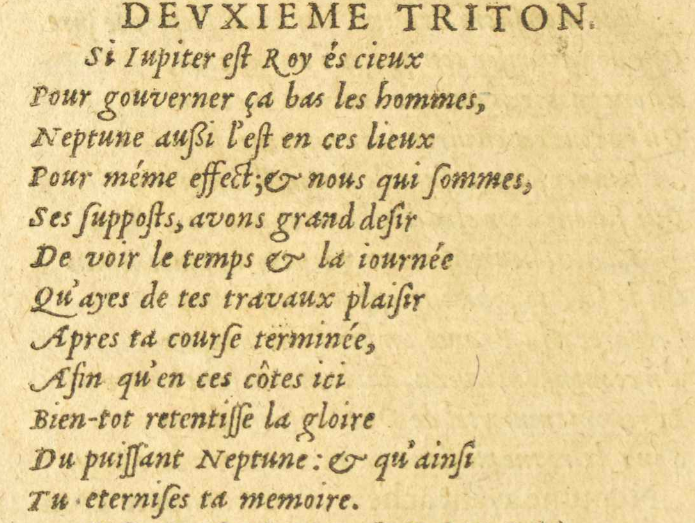 DEVXIEME TRITON.
Si Iupiter eſt Roy és cieux
Pour gouverner ça bas les hommes,
Neptune außi l'eſt en ces lieux
Pour méme effect; & nous qui ſommes,
Ses ſuppoſts, avons grand deſir
De voir le temps & la iournée
Qu'ayes de tes travaux plaiſir
Apres ta courſe terminée,
Aſin qu'en ces côtes ici
Bien-tot retentiſſe la gloire
Du puiſſant Neptune: & qu'ainſi
Tu eterniſes ta memoire.